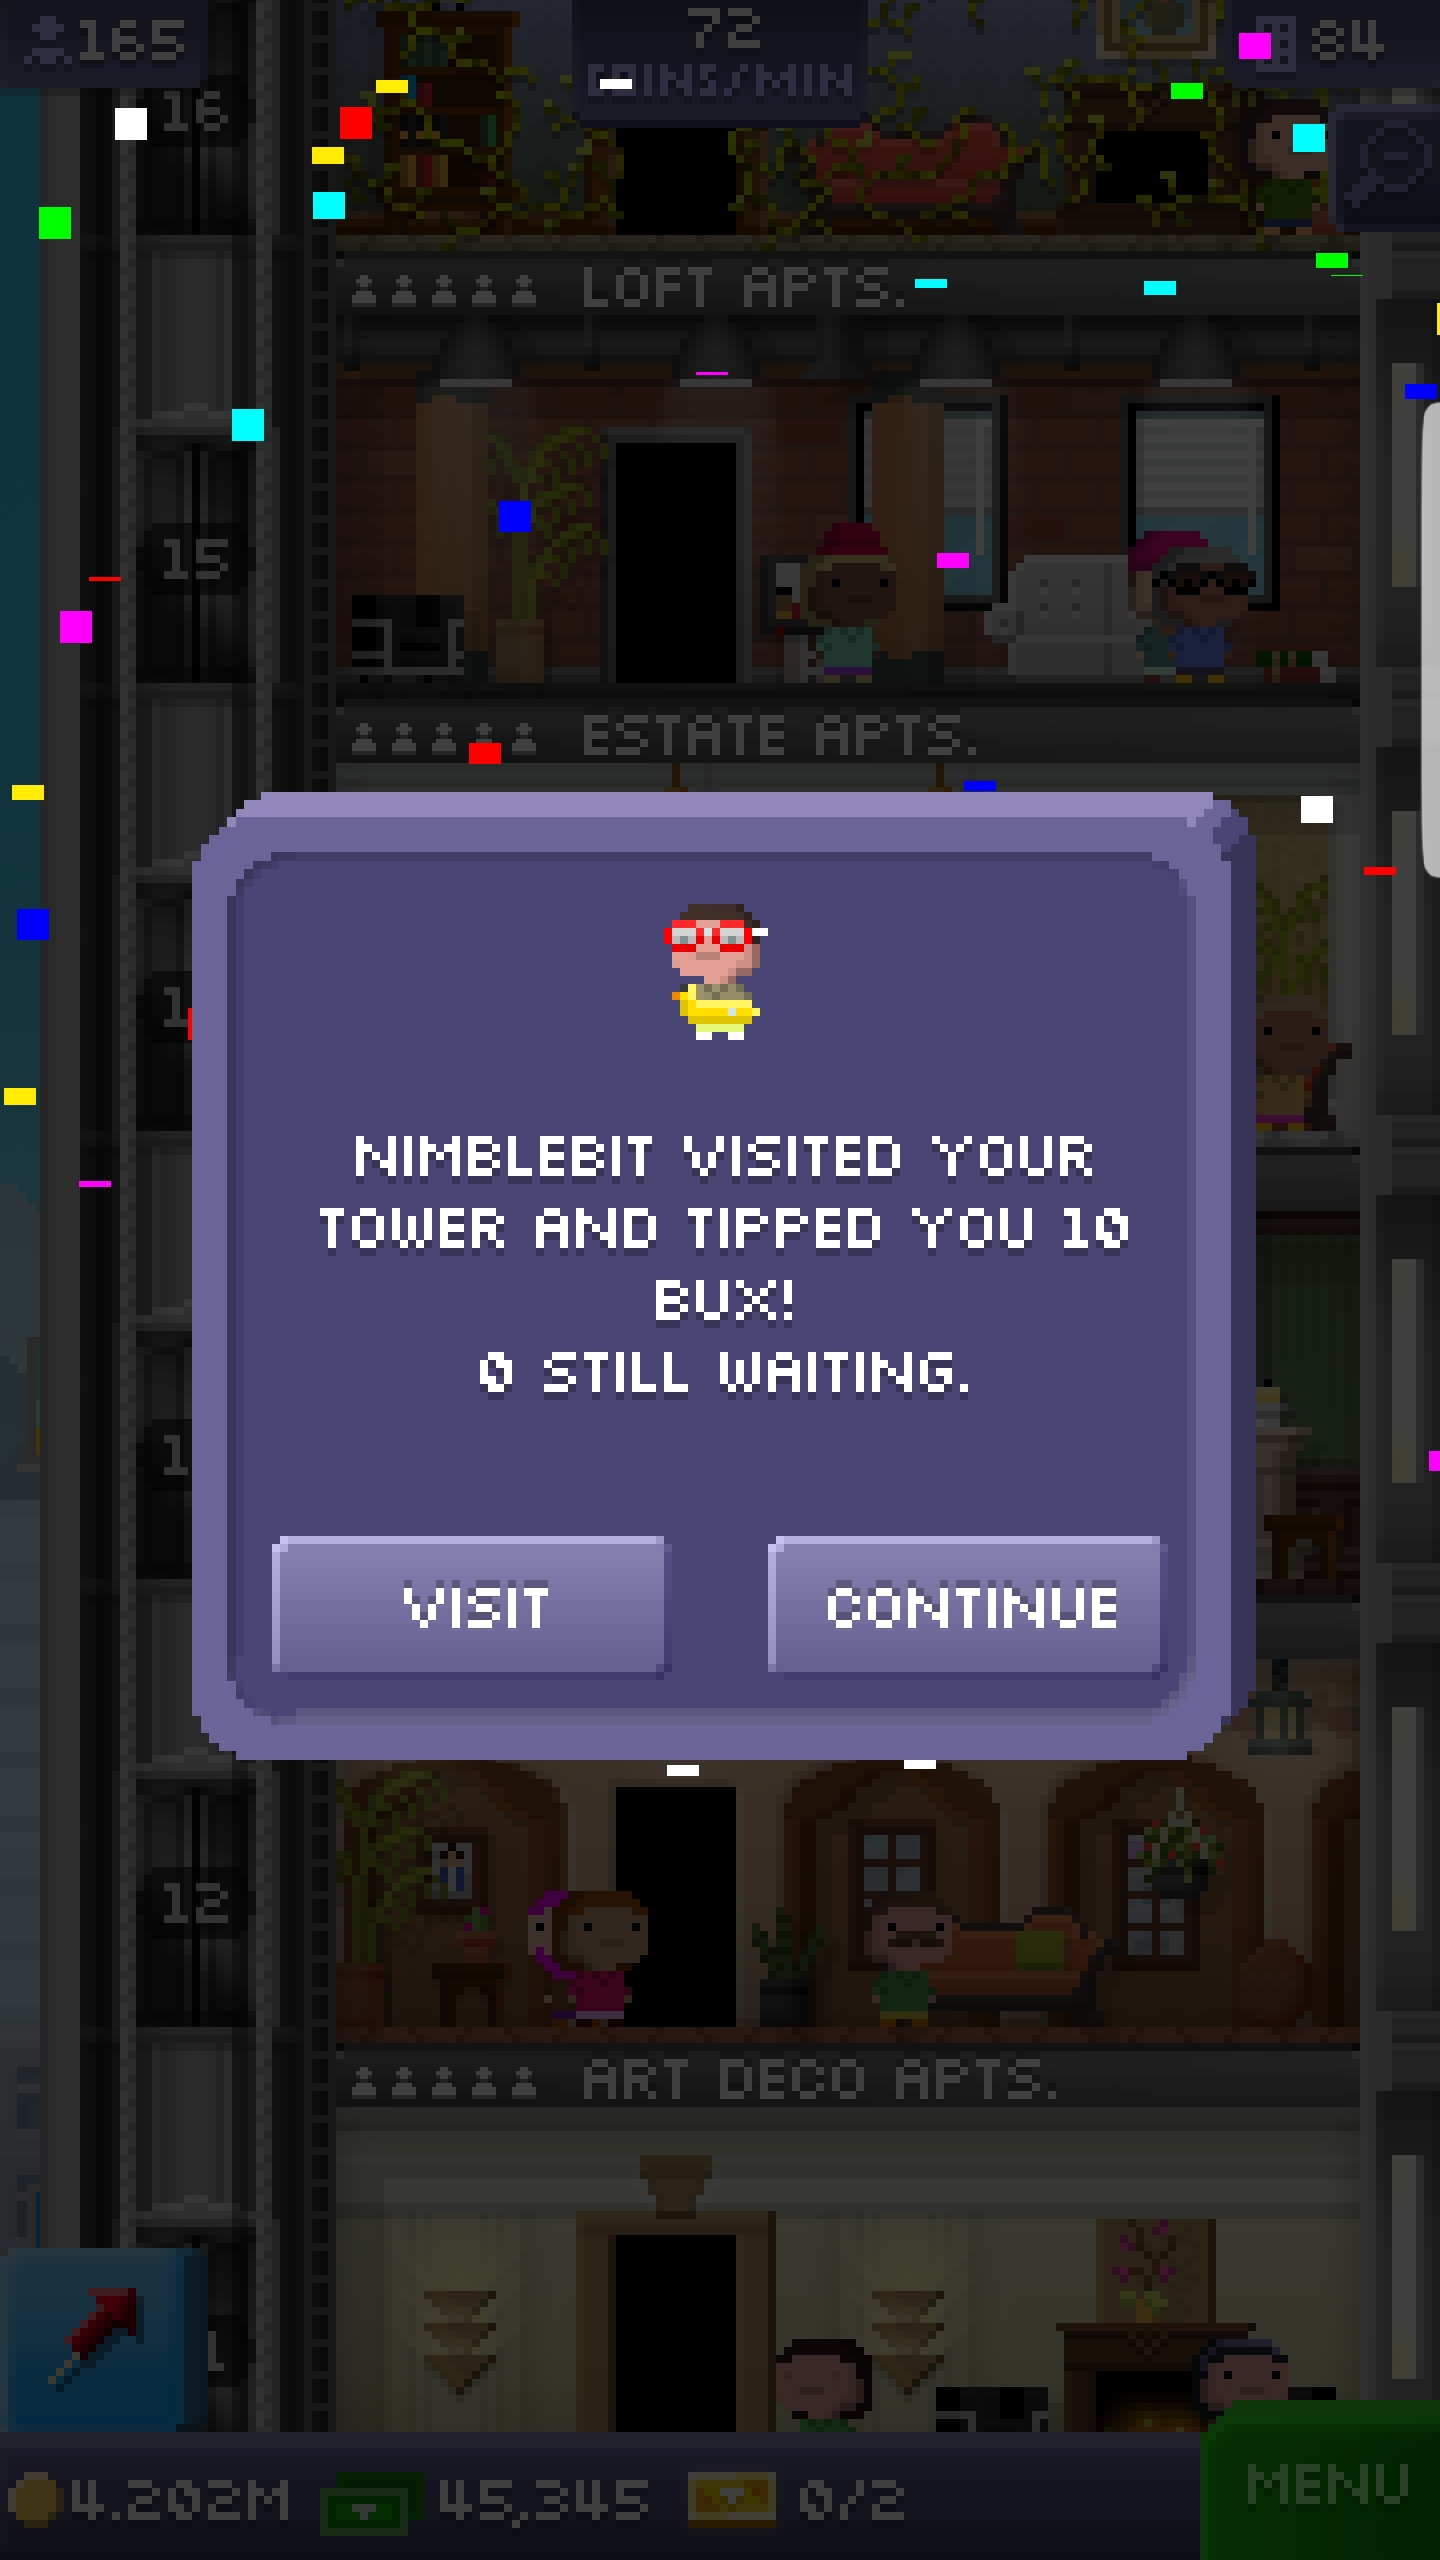 165
72
COINS/MIN
84
16
LOFT APTS.
15
ESTATE APTS.
NIMBLEBIT VISITED YOUR
TOWER AND TIPPED YOU 10
BUX!
0 STILL WAITING.
VISIT
CONTINUE
12
ART DECO APTS.
4.202M
45,345
0/2
MENU